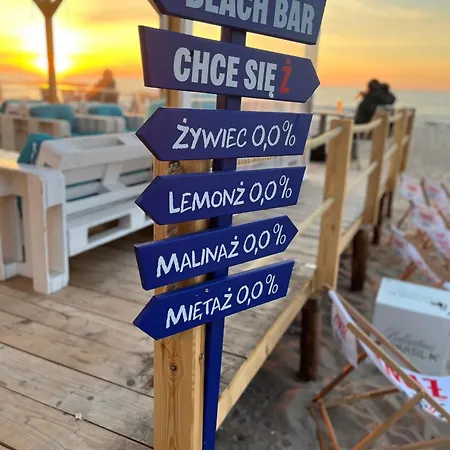 BEACH BAR
CHCE SIĘ Ż
ŻYWIEC 0,0%
LEMONŻ 0,0%
MALINAŻ 0,0%
MIĘTAŻ 0,0%